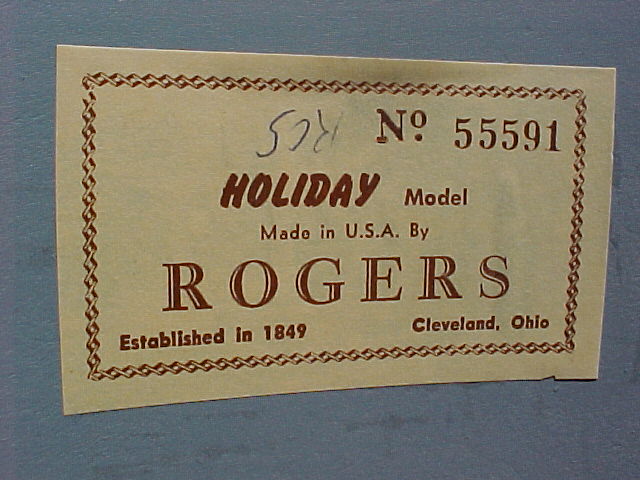 Nº 55591
HOLIDAY Model
Made in U.S.A. By
ROGERS
Established in 1849 Cleveland, Ohio